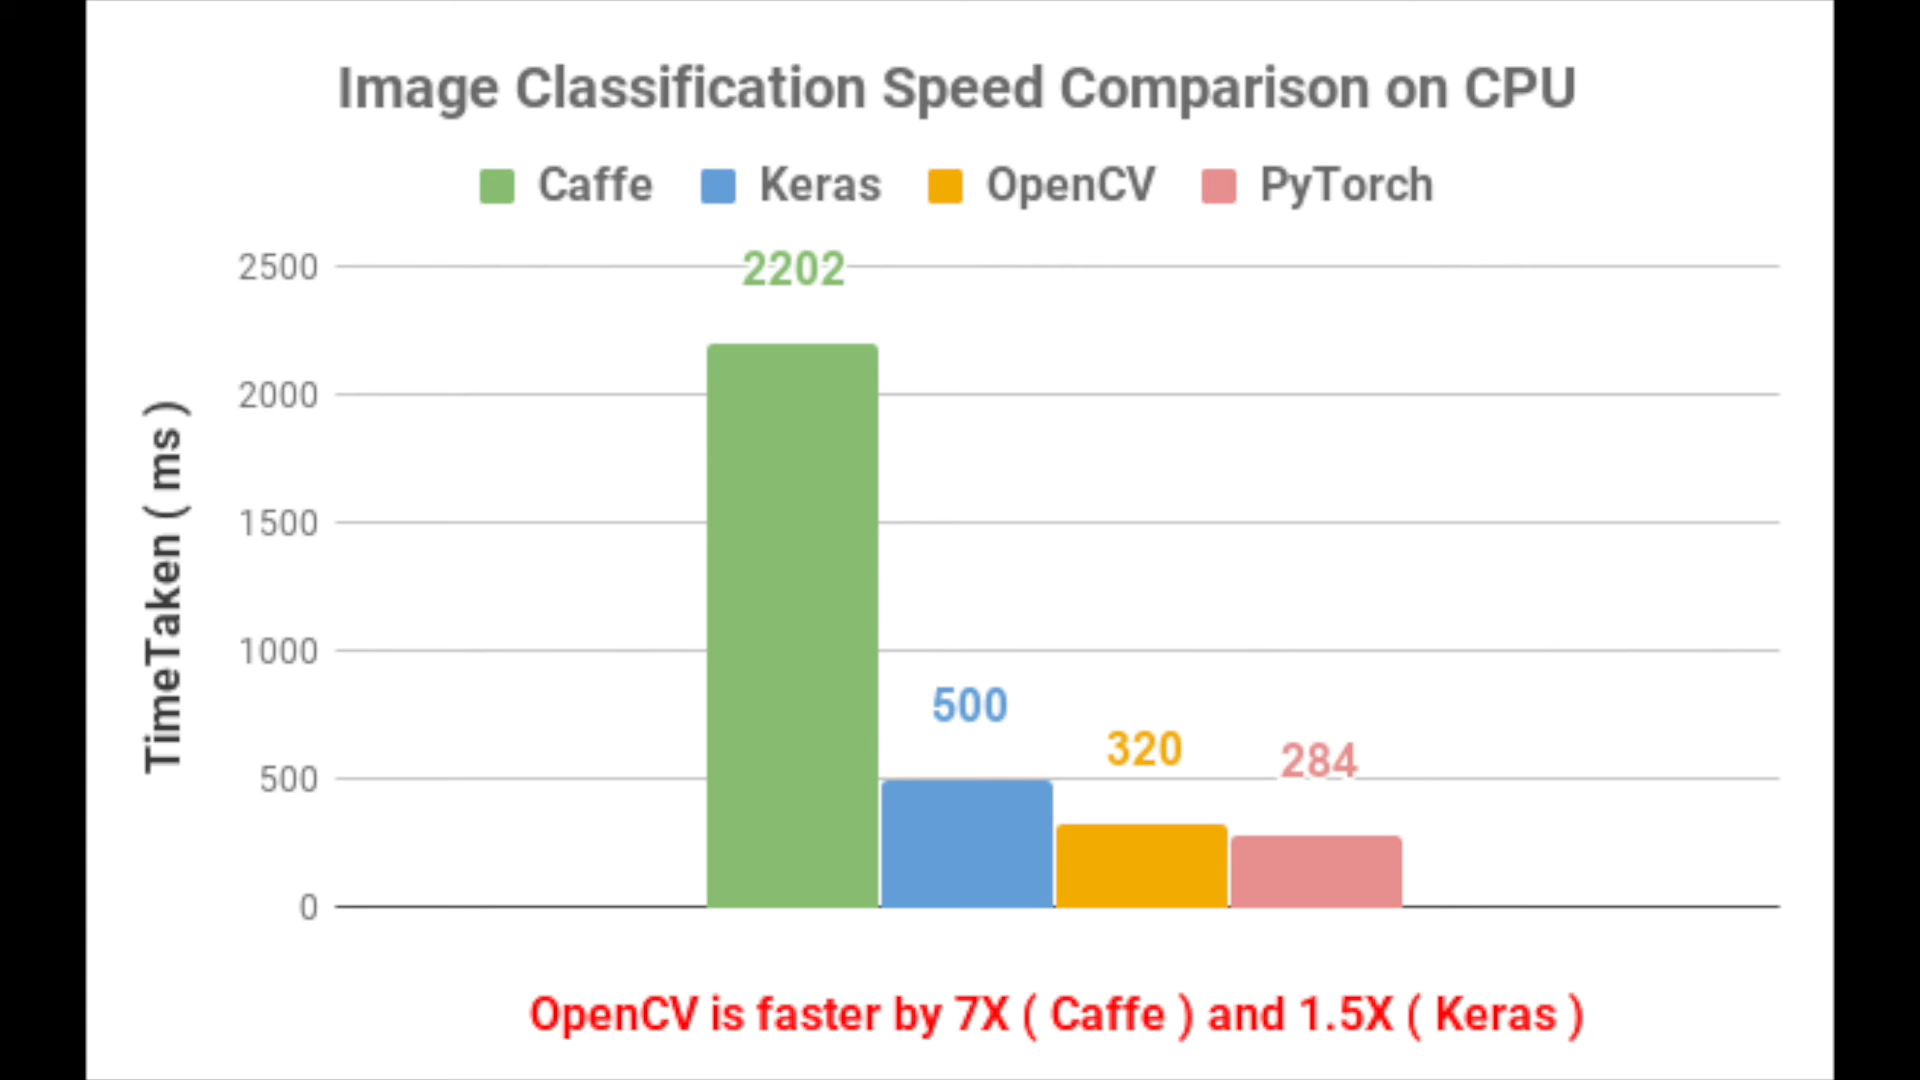 Image Classification Speed Comparison on CPU
Caffe Keras OpenCV PyTorch
TimeTaken ( ms )
2500
2000
1500
1000
500
0
2202
500
320
284
OpenCV is faster by 7X ( Caffe ) and 1.5X ( Keras )